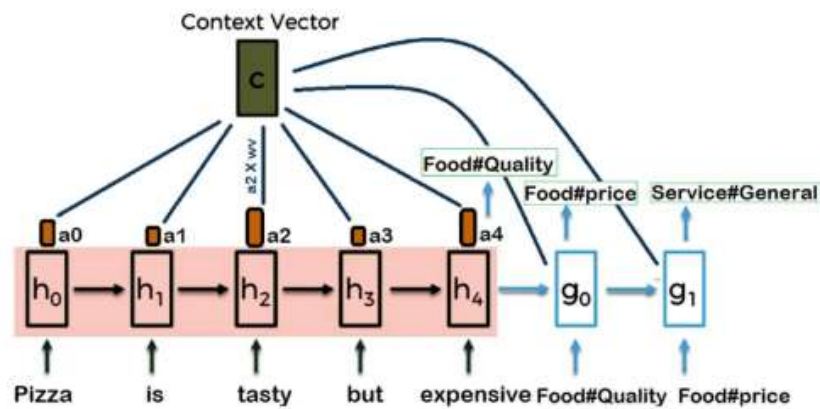 Context Vector
c
a2 X wv
Food#Quality
Food#price
Service#General
a0
a1
a2
a3
a4
h0
h1
h2
h3
h4
g0
g1
Pizza
is
tasty
but
expensive
Food#Quality
Food#price